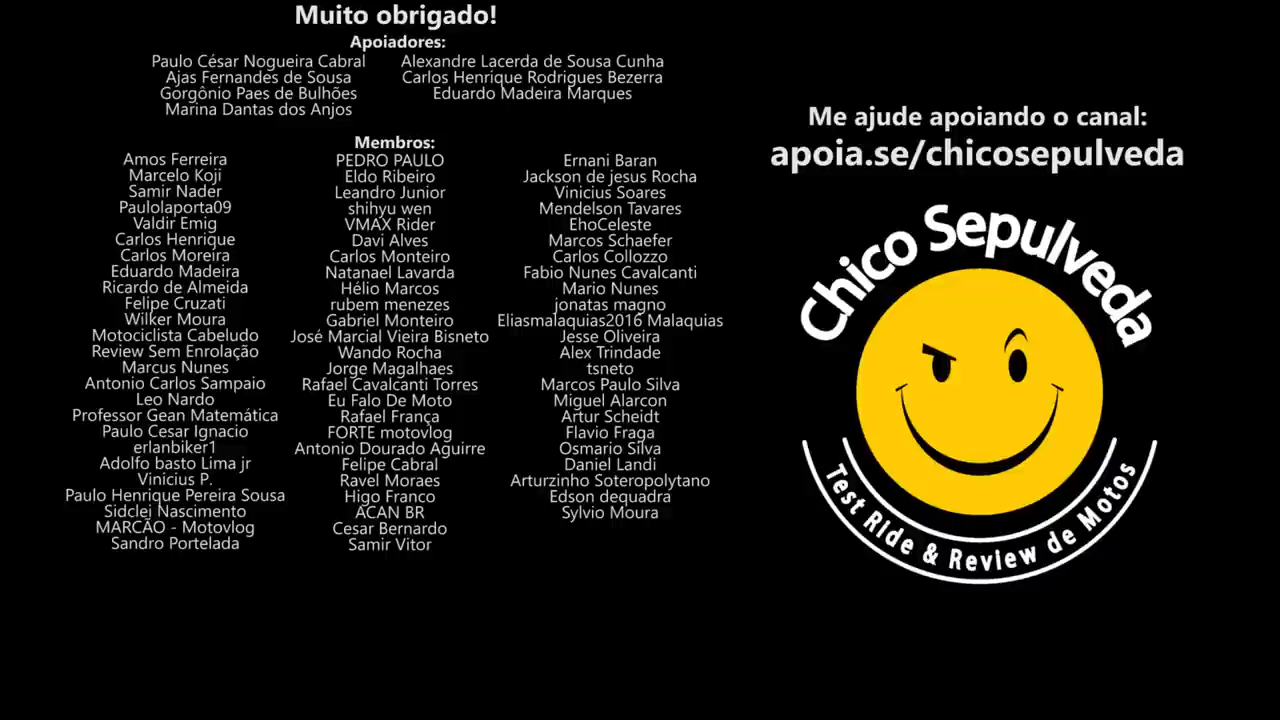 Muito obrigado!
Apoiadores:
Paulo César Nogueira Cabral
Ajas Fernandes de Sousa
Gorgônio Paes de Bulhões
Marina Dantas dos Anjos
Alexandre Lacerda de Sousa Cunha
Carlos Henrique Rodrigues Bezerra
Eduardo Madeira Marques
Membros:
Amos Ferreira
Marcelo Koji
Samir Nader
Paulolaporta09
Valdir Emig
Carlos Henrique
Carlos Moreira
Eduardo Madeira
Ricardo de Almeida
Felipe Cruzati
Wilker Moura
Motociclista Cabeludo
Review Sem Enrolação
Marcus Nunes
Antonio Carlos Sampaio
Leo Nardo
Professor Gean Matemática
Paulo Cesar Ignacio
erlanbiker1
Adolfo basto Lima jr
Vinicius P.
Paulo Henrique Pereira Sousa
Sidclei Nascimento
MARCÃO - Motovlog
Sandro Portelada
PEDRO PAULO
Eldo Ribeiro
Leandro Junior
shihyu wen
VMAX Rider
Davi Alves
Carlos Monteiro
Natanael Lavarda
Hélio Marcos
rubem menezes
Gabriel Monteiro
José Marcial Vieira Bisneto
Wando Rocha
Jorge Magalhaes
Rafael Cavalcanti Torres
Eu Falo De Moto
Rafael França
FORTE motovlog
Antonio Dourado Aguirre
Felipe Cabral
Ravel Moraes
Higo Franco
ACAN BR
Cesar Bernardo
Samir Vitor
Ernani Baran
Jackson de jesus Rocha
Vinicius Soares
Mendelson Tavares
EhoCeleste
Marcos Schaefer
Carlos Collozzo
Fabio Nunes Cavalcanti
Mario Nunes
jonatas magno
Eliasmalaquias2016 Malaquias
Jesse Oliveira
Alex Trindade
tsneto
Marcos Paulo Silva
Miguel Alarcon
Artur Scheidt
Flavio Fraga
Osmario Silva
Daniel Landi
Arturzinho Soteropolytano
Edson dequadra
Sylvio Moura
Me ajude apoiando o canal:
apoia.se/chicosepulveda
Chico Sepulveda
Test Ride & Review de Motos